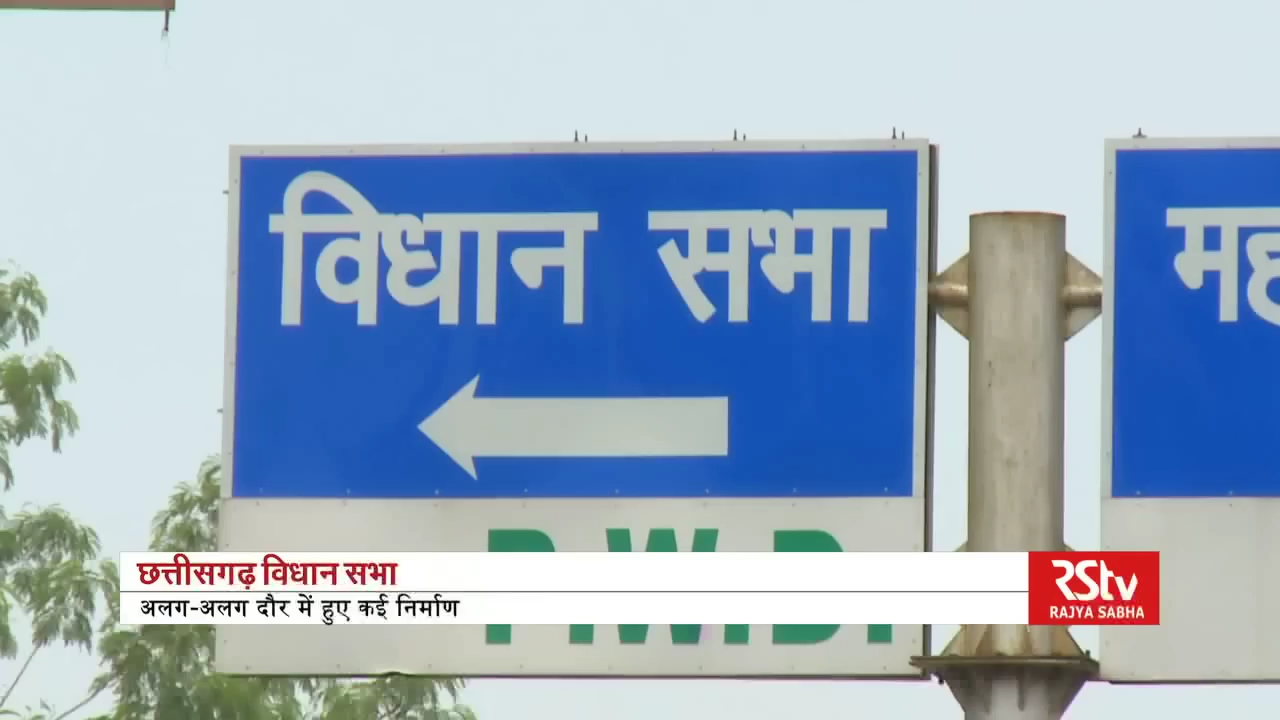 विधान सभा
P.W.D.
छत्तीसगढ़ विधान सभा
अलग-अलग दौर में हुए कई निर्माण
RStv
RAJYA SABHA